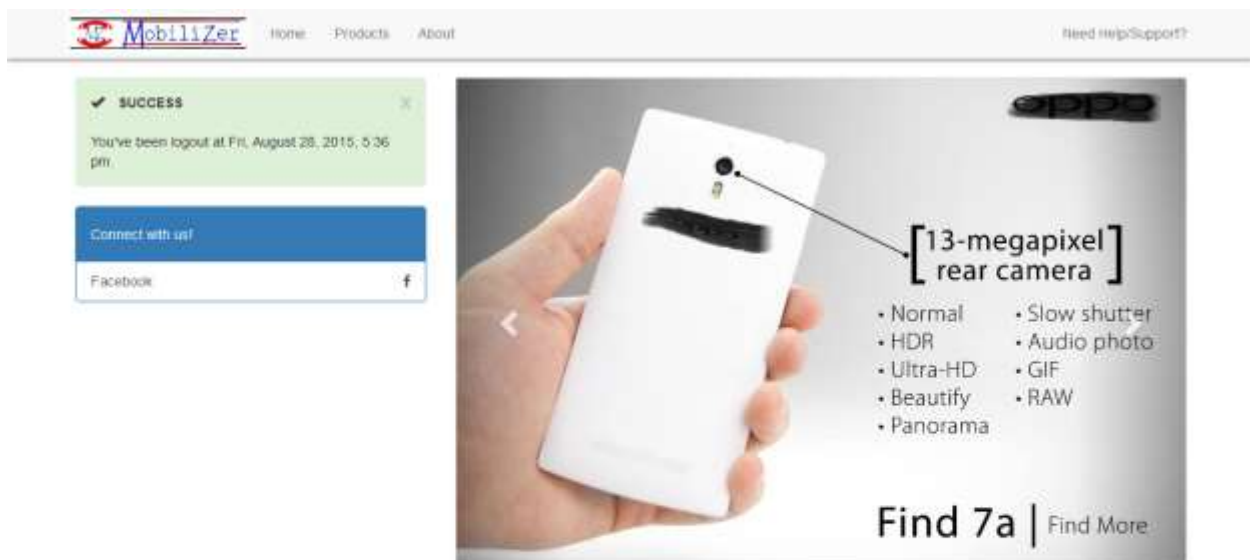 MobiliZer
Home Products About
Need Help/Support?
SUCCESS
You've been logout at Fri, August 28, 2015, 5:36
pm
Connect with us!
Facebook
[13-megapixel
rear camera]
• Normal
• HDR
• Ultra-HD
• Beautify
• Panorama
• Slow shutter
• Audio photo
• GIF
• RAW
Find 7a | Find More